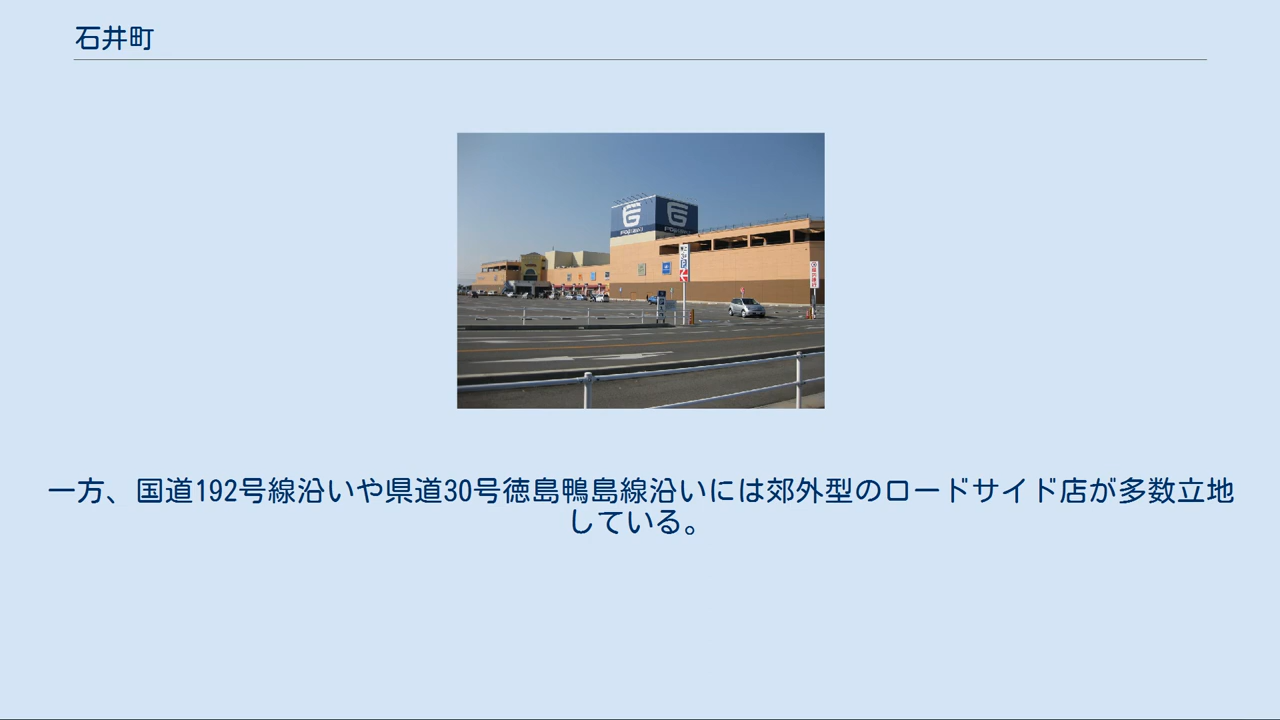 石井町
一方、国道192号線沿いや県道30号徳島鴨島線沿いには郊外型のロードサイド店が多数立地
している。